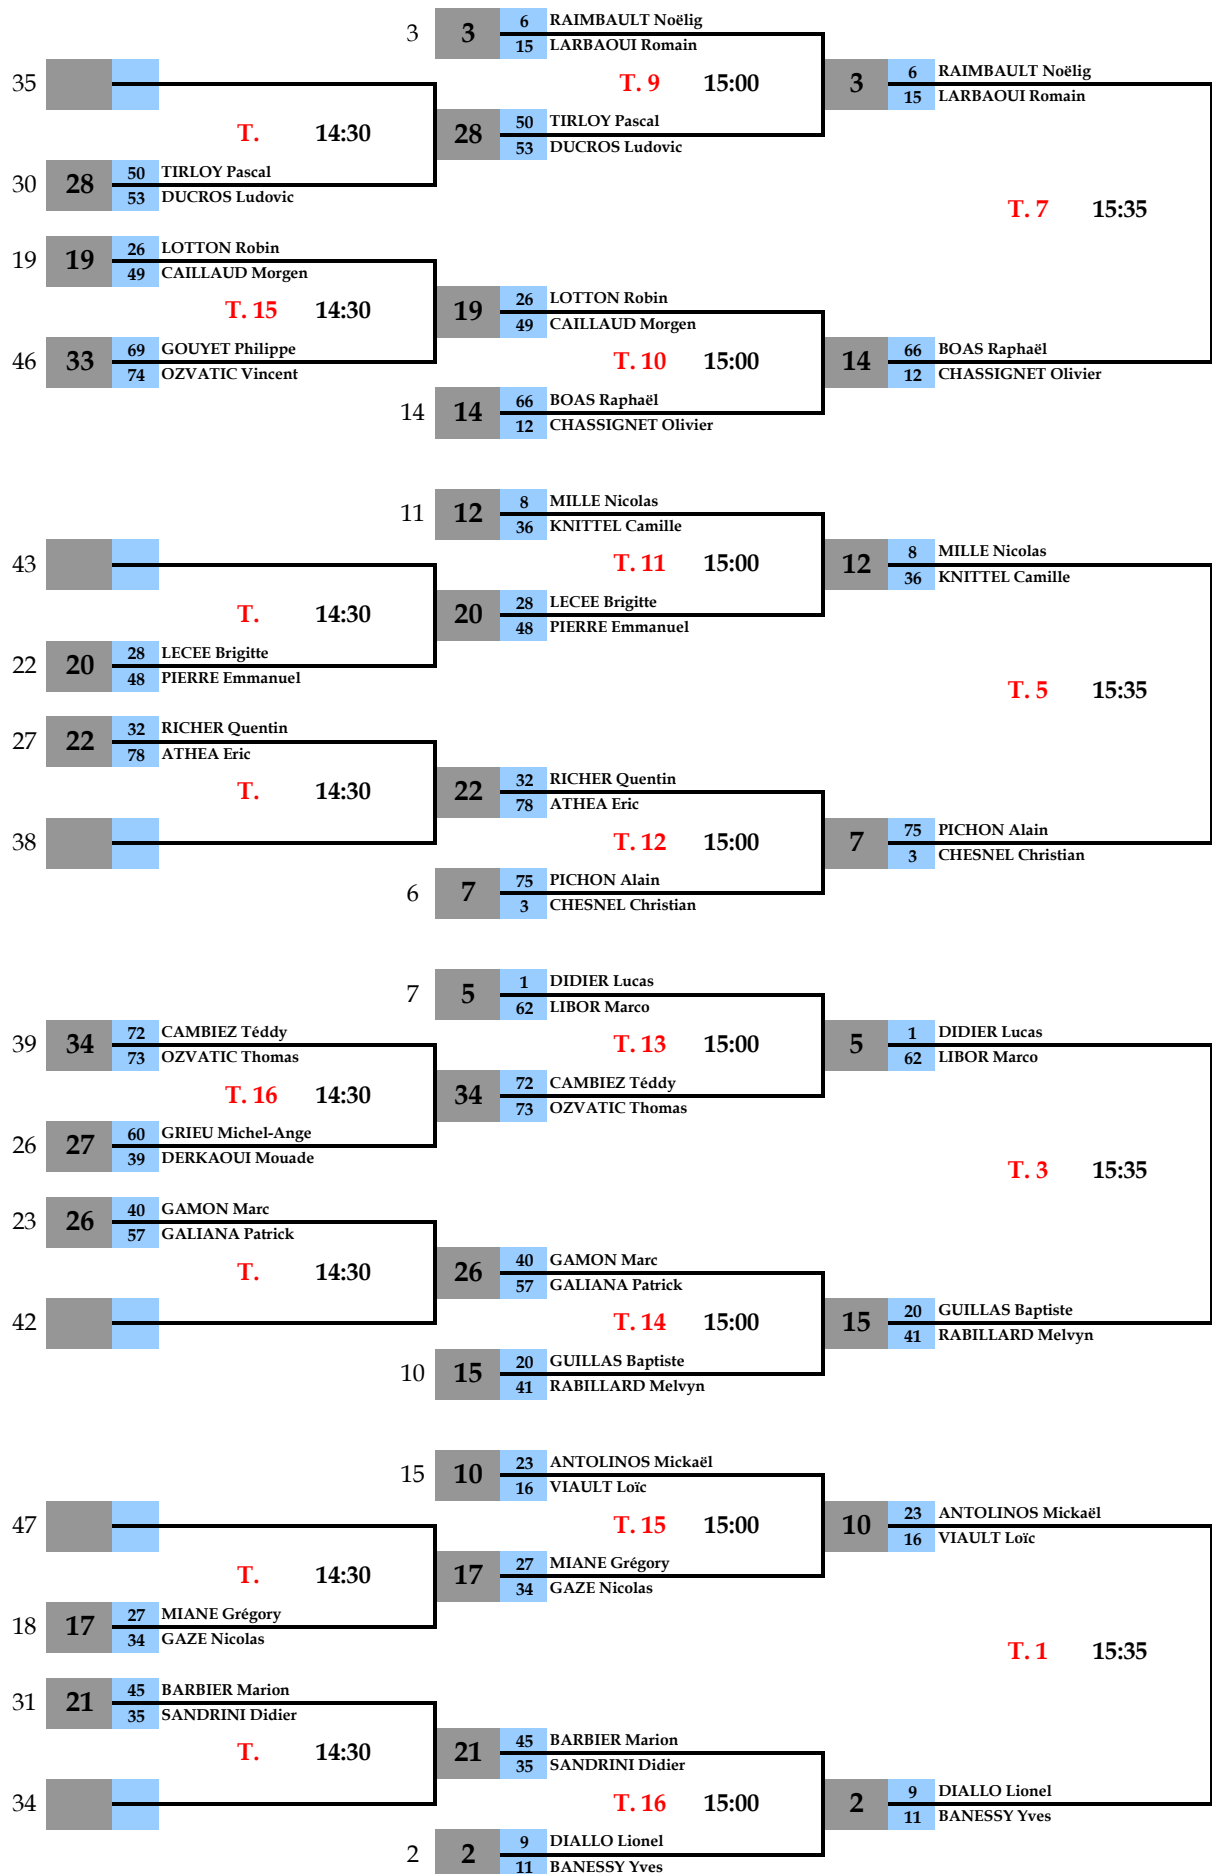 3 3 6 RAIMBAULT Noëlig
15 LARBAOUI Romain
35 T. 9 15:00 3 6 RAIMBAULT Noëlig
15 LARBAOUI Romain
T. 14:30 28 50 TIRLOY Pascal
53 DUCROS Ludovic
30 28 50 TIRLOY Pascal
53 DUCROS Ludovic
T. 7 15:35
19 19 26 LOTTON Robin
49 CAILLAUD Morgen
T. 15 14:30 19 26 LOTTON Robin
49 CAILLAUD Morgen
46 33 69 GOUYET Philippe
74 OZVATIC Vincent
T. 10 15:00 14 66 BOAS Raphaël
12 CHASSIGNET Olivier
14 14 66 BOAS Raphaël
12 CHASSIGNET Olivier
11 12 8 MILLE Nicolas
36 KNITTEL Camille
43 T. 11 15:00 12 8 MILLE Nicolas
36 KNITTEL Camille
T. 14:30 20 28 LECEE Brigitte
48 PIERRE Emmanuel
22 20 28 LECEE Brigitte
48 PIERRE Emmanuel
T. 5 15:35
27 22 32 RICHER Quentin
78 ATHEA Eric
T. 14:30 22 32 RICHER Quentin
78 ATHEA Eric
38 T. 12 15:00 7 75 PICHON Alain
3 CHESNEL Christian
6 7 75 PICHON Alain
3 CHESNEL Christian
7 5 1 DIDIER Lucas
62 LIBOR Marco
39 34 72 CAMBIEZ Téddy
73 OZVATIC Thomas
T. 13 15:00 5 1 DIDIER Lucas
62 LIBOR Marco
T. 16 14:30 34 72 CAMBIEZ Téddy
73 OZVATIC Thomas
26 27 60 GRIEU Michel-Ange
39 DERKAOUI Mouade
T. 3 15:35
23 26 40 GAMON Marc
57 GALIANA Patrick
T. 14:30 26 40 GAMON Marc
57 GALIANA Patrick
42 T. 14 15:00 15 20 GUILLAS Baptiste
41 RABILLARD Melvyn
10 15 20 GUILLAS Baptiste
41 RABILLARD Melvyn
15 10 23 ANTOLINOS Mickaël
16 VIAULT Loïc
47 T. 15 15:00 10 23 ANTOLINOS Mickaël
16 VIAULT Loïc
T. 14:30 17 27 MIANE Grégory
34 GAZE Nicolas
18 17 27 MIANE Grégory
34 GAZE Nicolas
T. 1 15:35
31 21 45 BARBIER Marion
35 SANDRINI Didier
T. 14:30 21 45 BARBIER Marion
35 SANDRINI Didier
34 T. 16 15:00 2 9 DIALLO Lionel
11 BANESSY Yves
2 2 9 DIALLO Lionel
11 BANESSY Yves